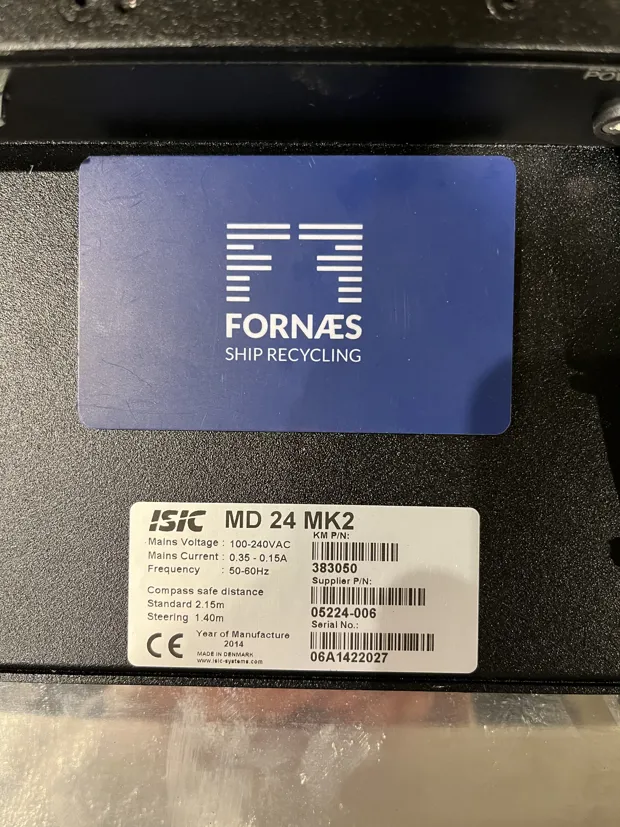 POW
FORNÆS
SHIP RECYCLING
ISIC MD 24 MK2
Mains Voltage : 100-240VAC
Mains Current : 0,35 - 0,15A
Frequency : 50-60Hz
Compass safe distance
Standard 2.15m
Steering 1.40m
CE
Year of Manufacture
2014
MADE IN DENMARK
www.isic-systems.com
KM P/N:
383050
Supplier P/N:
05224-006
Serial No.:
06A1422027